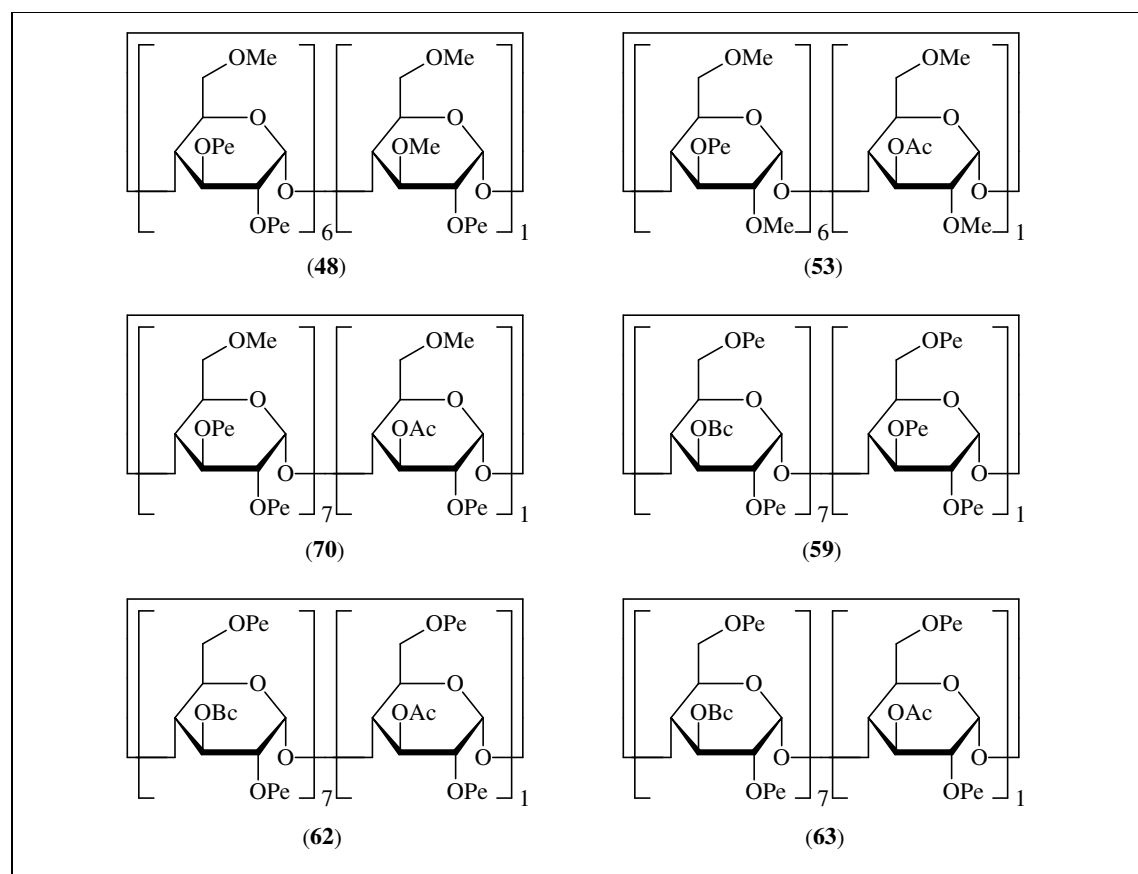 OMe OMe OMe OMe
O O O O
OPe OMe OPe OAc
O O O O
OPe 6 OPe 1 OMe 6 OMe 1
(48) (53)
OMe OMe OPe OPe
O O O O
OPe OAc OBc OPe
O O O O
OPe 7 OPe 1 OPe 7 OPe 1
(70) (59)
OPe OPe OPe OPe
O O O O
OBc OAc OBc OAc
O O O O
OPe 7 OPe 1 OPe 7 OPe 1
(62) (63)